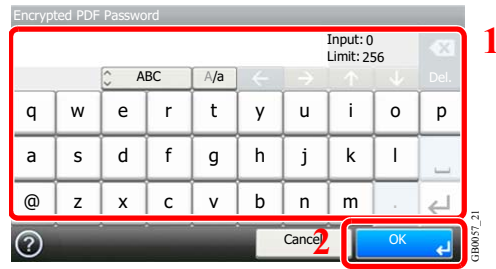 Encrypted PDF Password
1
Input: 0
Limit: 256
ABC A/a Del.
q w e r t y u i o p
a s d f g h j k l
@ z x c v b n m .
? Cancel 2 OK
GB0057_21